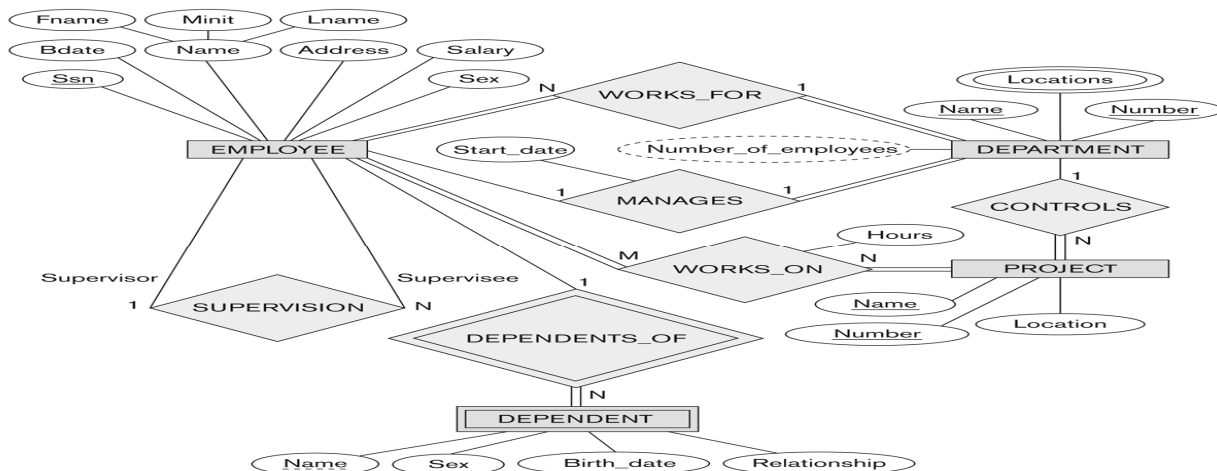 Fname
Minit
Lname
Bdate
Name
Address
Salary
Ssn
Sex
N
WORKS_FOR
1
Locations
Name
Number
EMPLOYEE
Start_date
Number_of_employees
DEPARTMENT
1
MANAGES
1
1
CONTROLS
N
Hours
M
WORKS_ON
N
PROJECT
Supervisor
Supervisee
1
SUPERVISION
N
1
Name
Number
Location
DEPENDENTS_OF
N
DEPENDENT
Name
Sex
Birth_date
Relationship